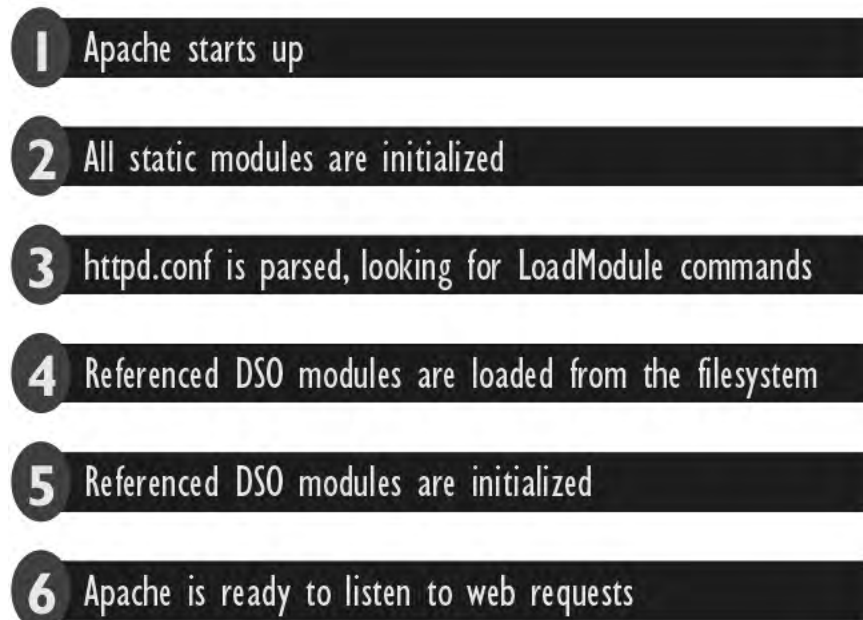 1 Apache starts up
2 All static modules are initialized
3 httpd.conf is parsed, looking for LoadModule commands
4 Referenced DSO modules are loaded from the filesystem
5 Referenced DSO modules are initialized
6 Apache is ready to listen to web requests